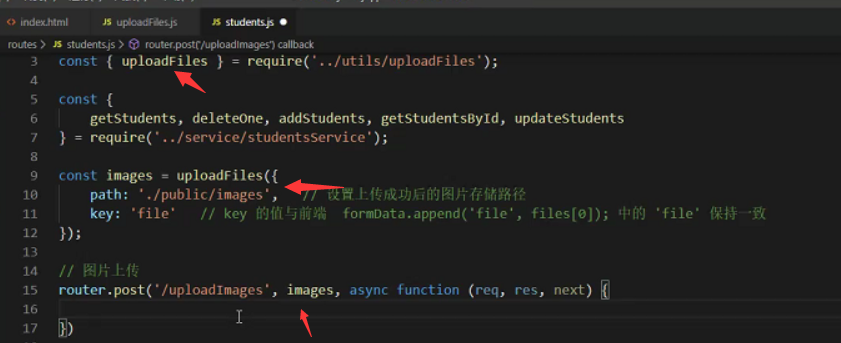 index.html uploadFiles.js students.js
routes > students.js > router.post('/uploadImages') callback
3 const { uploadFiles } = require('../utils/uploadFiles');
4
5 const {
6 getStudents, deleteOne, addStudents, getStudentsById, updateStudents
7 } = require('../service/studentsService');
8
9 const images = uploadFiles({
10 path: './public/images', // 设置上传成功后的图片存储路径
11 key: 'file' // key 的值与前端 formData.append('file', files[0]); 中的 'file' 保持一致
12 });
13
14 // 图片上传
15 router.post('/uploadImages', images, async function (req, res, next) {
16
17 })